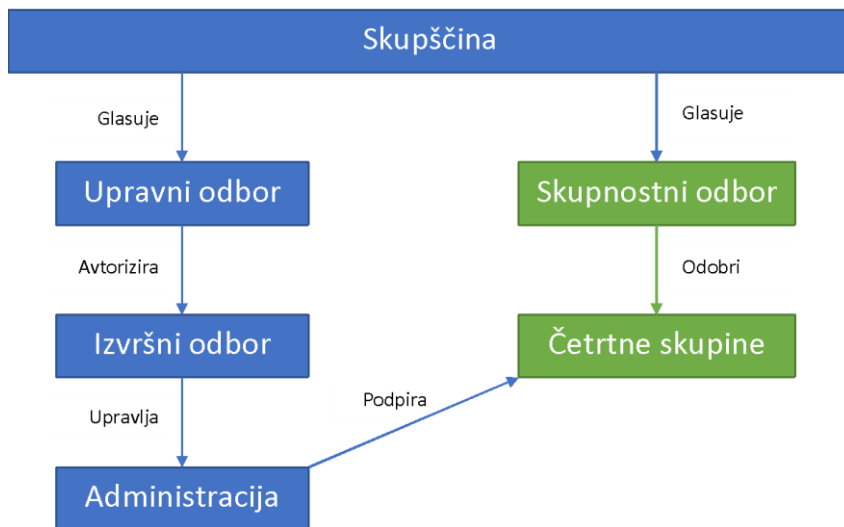 Skupščina
Glasuje
Glasuje
Upravni odbor
Skupnostni odbor
Avtorizira
Odobri
Izvršni odbor
Četrtne skupine
Upravlja
Podpira
Administracija